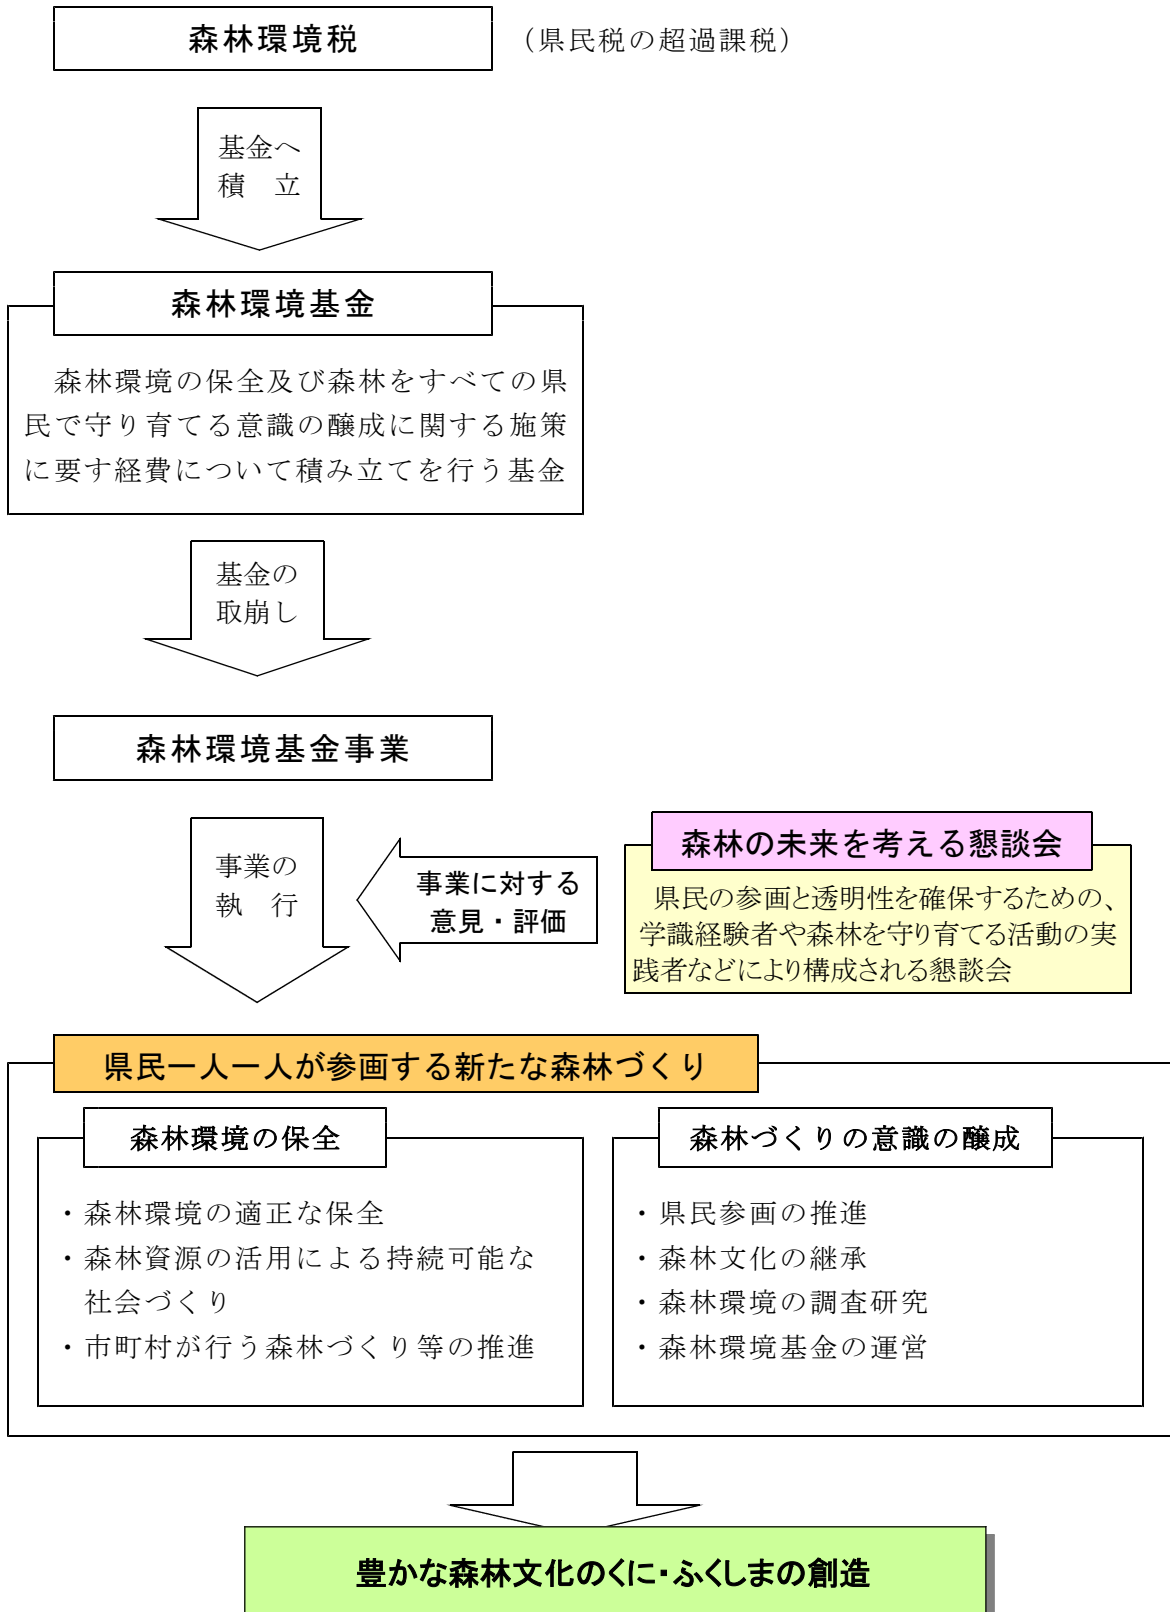 森林環境税
（県民税の超過課税）
基金へ
積　立
森林環境基金
森林環境の保全及び森林をすべての県
民で守り育てる意識の醸成に関する施策
に要す経費について積み立てを行う基金
基金の
取崩し
森林環境基金事業
事業の
執　行
事業に対する
意見・評価
森林の未来を考える懇談会
県民の参画と透明性を確保するための、
学識経験者や森林を守り育てる活動の実
践者などにより構成される懇談会
県民一人一人が参画する新たな森林づくり
森林環境の保全
・森林環境の適正な保全
・森林資源の活用による持続可能な
社会づくり
・市町村が行う森林づくり等の推進
森林づくりの意識の醸成
・県民参画の推進
・森林文化の継承
・森林環境の調査研究
・森林環境基金の運営
豊かな森林文化のくに・ふくしまの創造